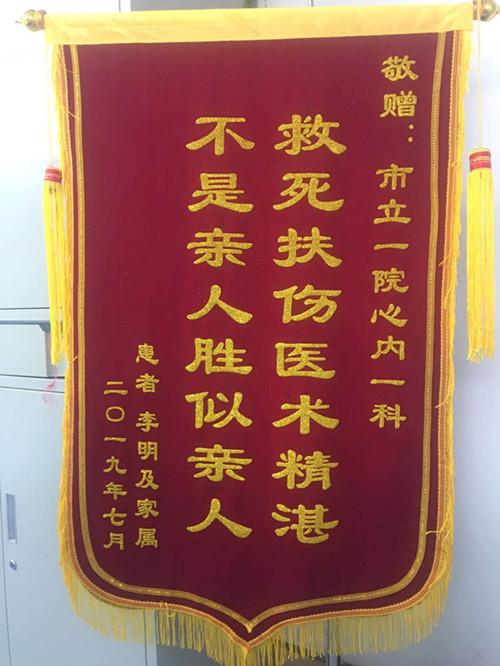 敬赠：市立一院心内一科
救死扶伤医术精湛
不是亲人胜似亲人
患者 李明及家属
二〇一九年七月